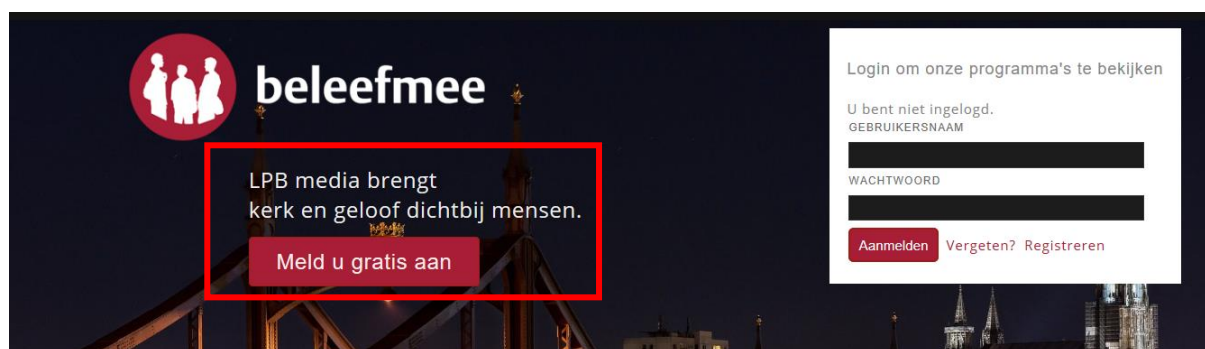 beleefmee
LPB media brengt
kerk en geloof dichtbij mensen.
Meld u gratis aan
Login om onze programma's te bekijken
U bent niet ingelogd.
GEBRUIKERSNAAM
WACHTWOORD
Aanmelden Vergeten? Registreren